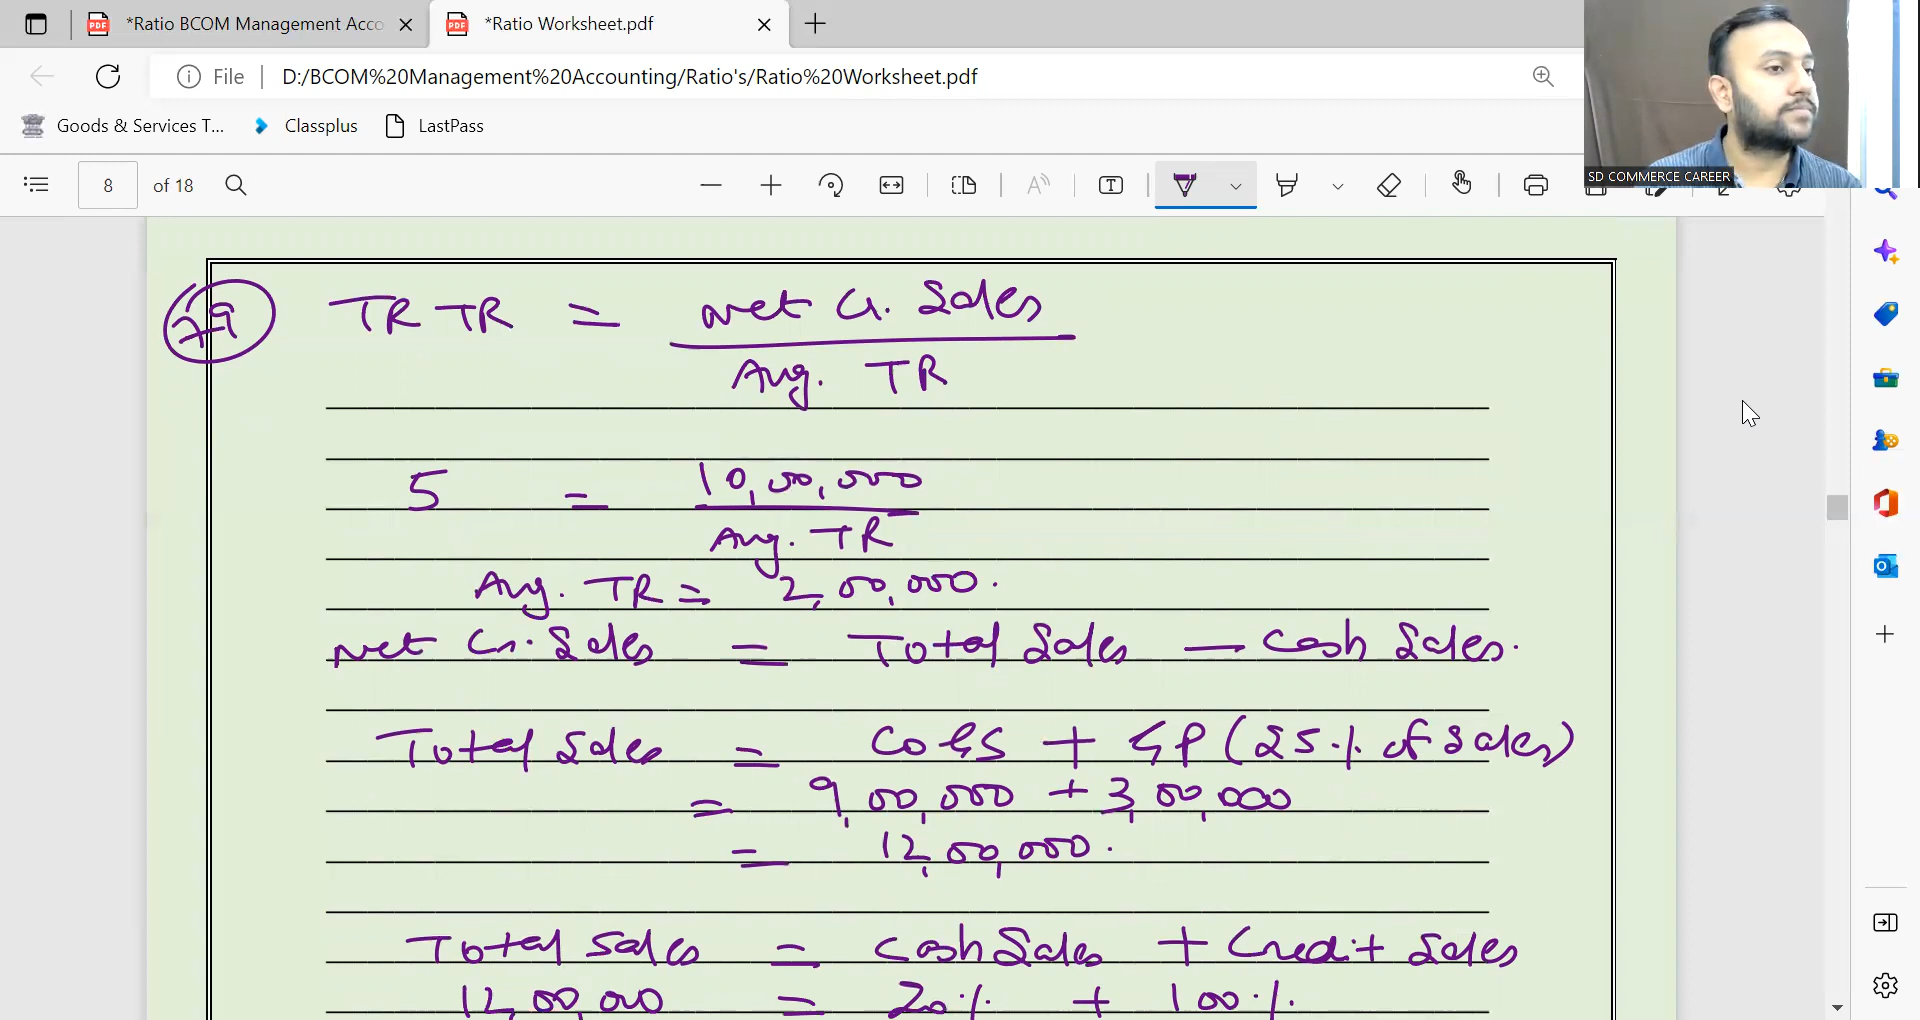 *Ratio BCOM Management Acco
*Ratio Worksheet.pdf
File
D:/BCOM%20Management%20Accounting/Ratio's/Ratio%20Worksheet.pdf
Goods & Services T...
Classplus
LastPass
8 of 18
SD COMMERCE CAREER
79 TRTR = Net Cr. Sales
Avg. TR
5 = 10,00,000
Avg. TR
Avg. TR = 2,00,000.
Net Cr. Sales = Total Sales — Cash Sales.
Total Sales = COGS + GP (25% of Sales)
= 9,00,000 + 3,00,000
= 12,00,000.
Total Sales = Cash Sales + Credit Sales
12,00,000 = 20% + 100%.